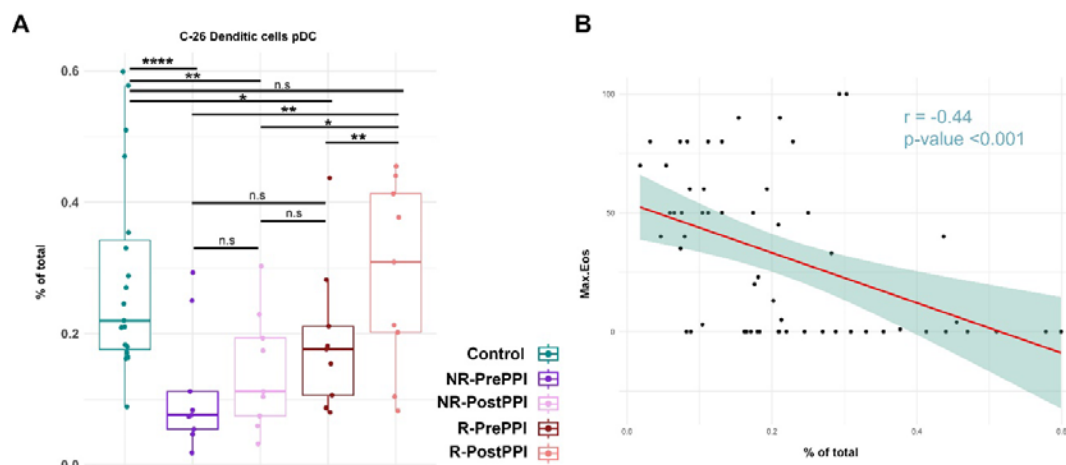 A
C-26 Denditic cells pDC
****
**
n.s
*
**
*
**
n.s
n.s
n.s
0.6
0.4
0.2
0.0
% of total
Control
NR-PrePPI
NR-PostPPI
R-PrePPI
R-PostPPI
B
r = -0.44
p-value <0.001
100
50
0
Max.Eos
0.0
0.2
0.4
0.6
% of total